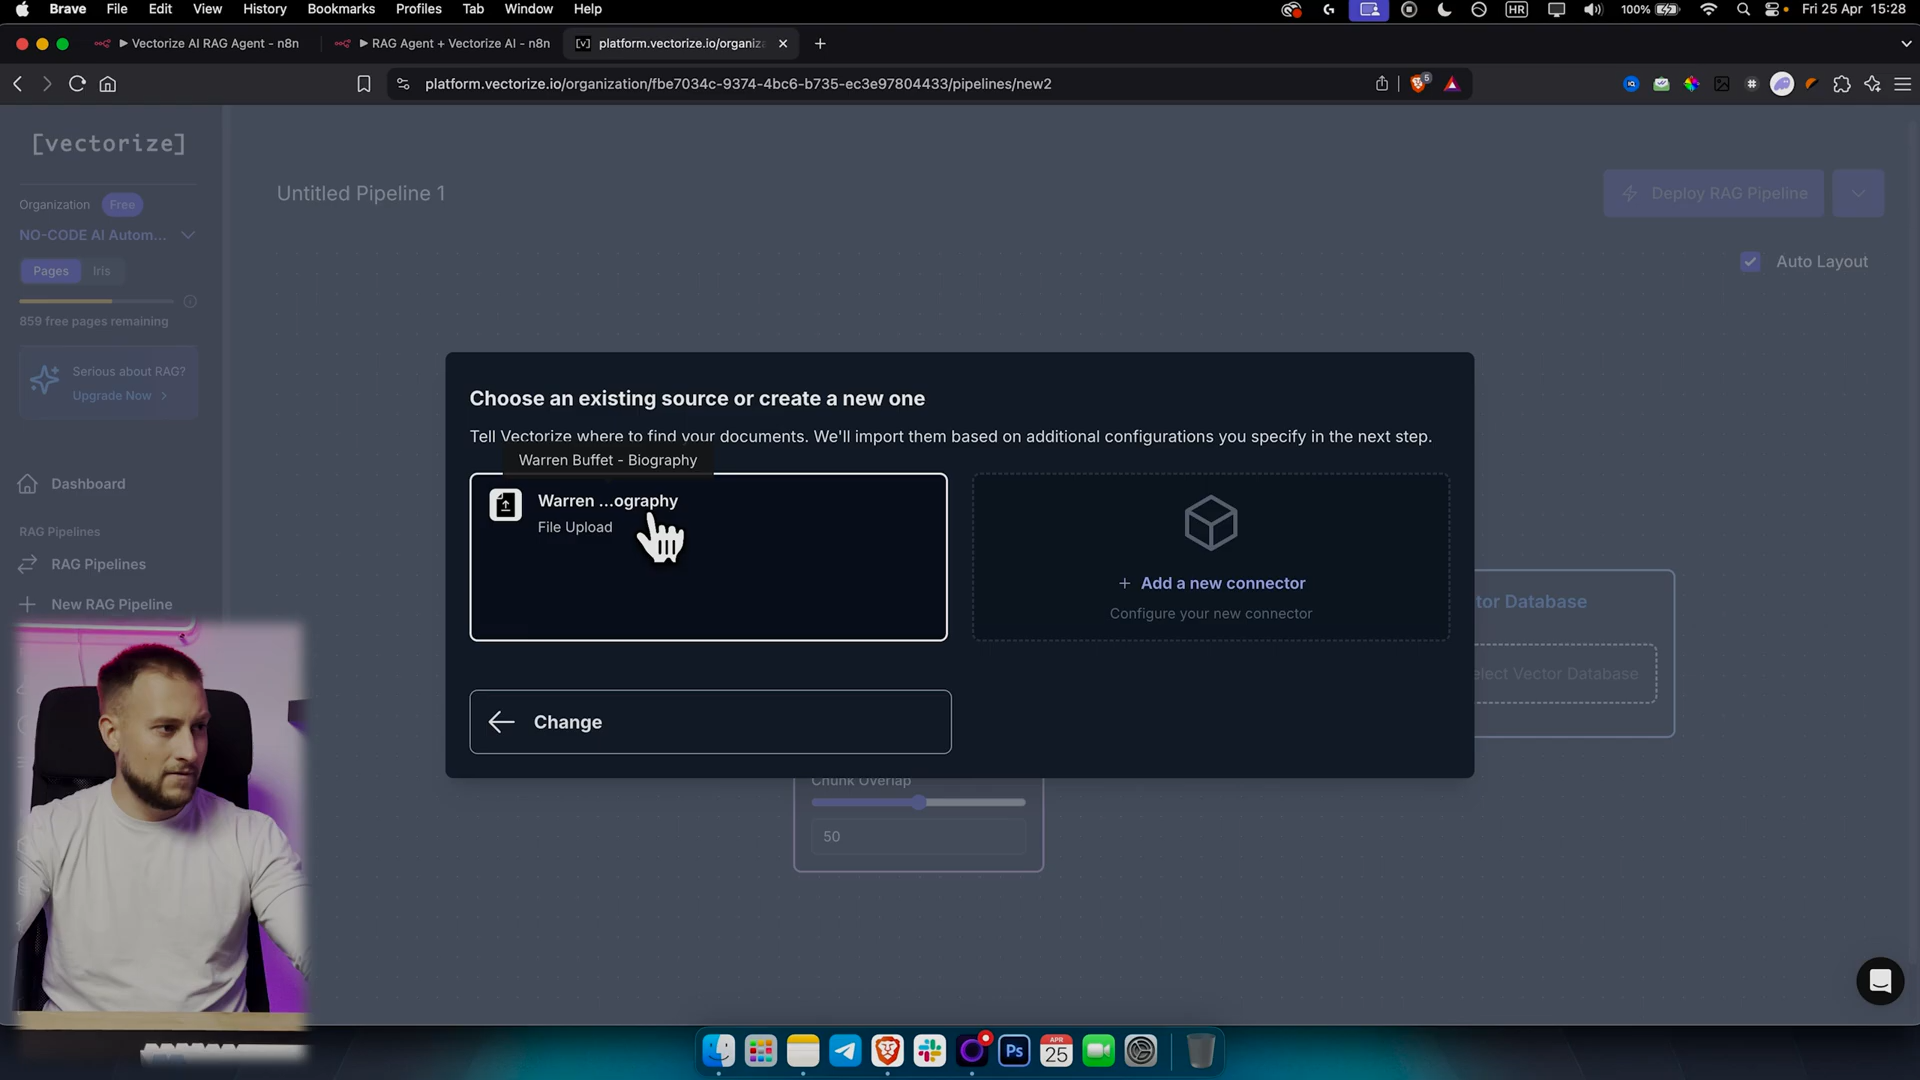 Brave File Edit View History Bookmarks Profiles Tab Window Help
HR 100% Fri 25 Apr 15:28
Vectorize AI RAG Agent - n8n
RAG Agent + Vectorize AI - n8n
[v] platform.vectorize.io/organiz
platform.vectorize.io/organization/fbe7034c-9374-4bc6-b735-ec3e97804433/pipelines/new2
5
[vectorize]
Organization Free
NO-CODE AI Autom...
Pages Iris
859 free pages remaining
Serious about RAG?
Upgrade Now
Dashboard
RAG Pipelines
RAG Pipelines
New RAG Pipeline
Untitled Pipeline 1
Deploy RAG Pipeline
Auto Layout
Choose an existing source or create a new one
Tell Vectorize where to find your documents. We'll import them based on additional configurations you specify in the next step.
Warren Buffet - Biography
Warren ...ography
File Upload
+ Add a new connector
Configure your new connector
Change
tor Database
elect Vector Database
Chunk Overlap
50
Ps
APR
25